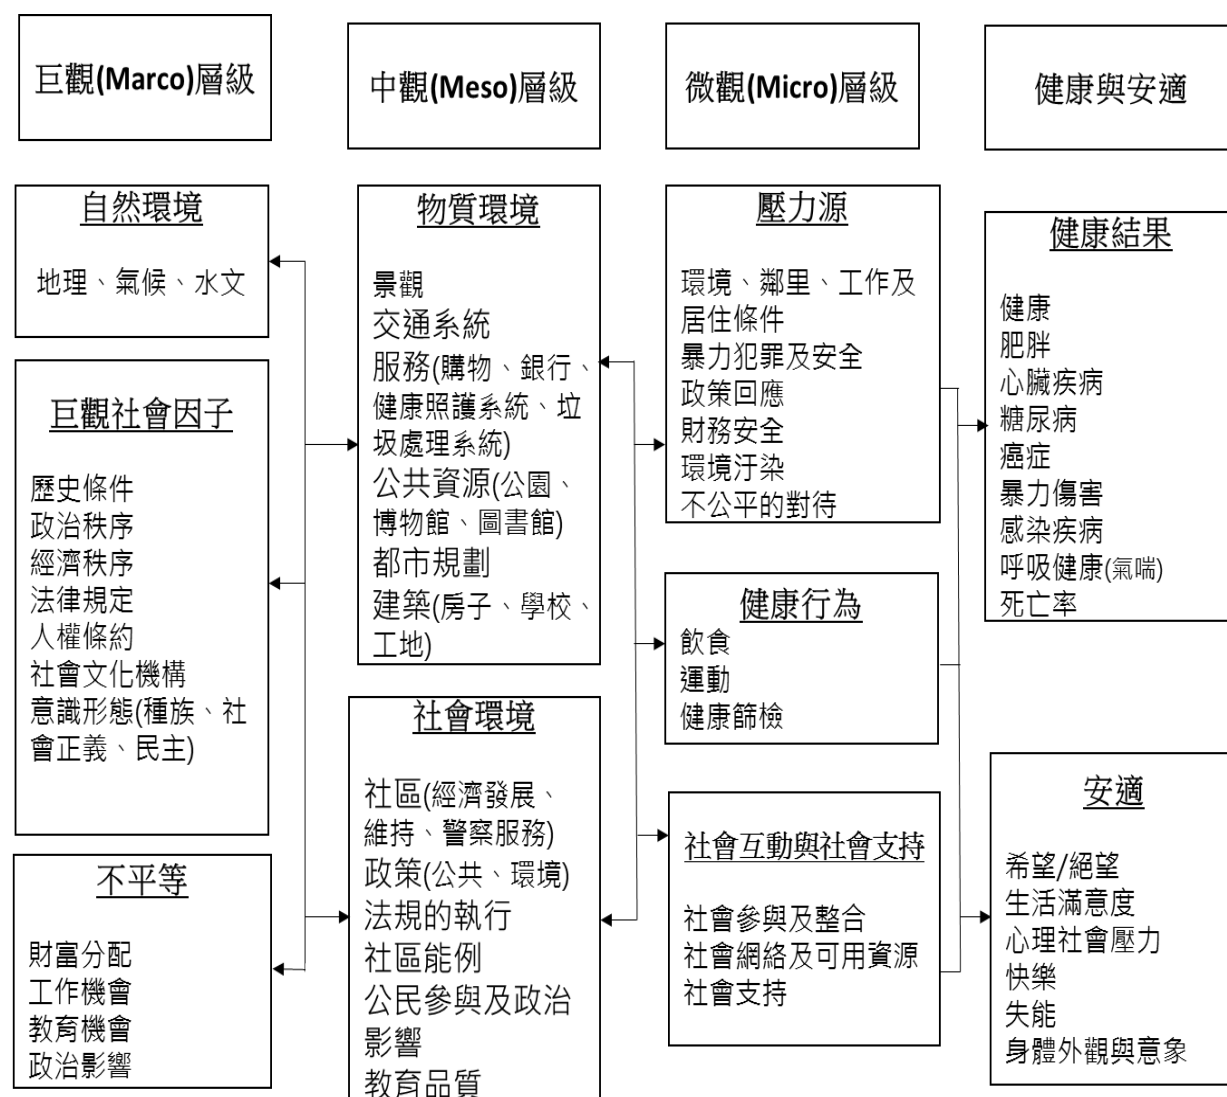 巨觀(Marco)層級
中觀(Meso)層級
微觀(Micro)層級
健康與安適
自然環境
地理、氣候、水文
巨觀社會因子
歷史條件
政治秩序
經濟秩序
法律規定
人權條約
社會文化機構
意識形態(種族、社
會正義、民主)
不平等
財富分配
工作機會
教育機會
政治影響
物質環境
景觀
交通系統
服務(購物、銀行、
健康照護系統、垃
圾處理系統)
公共資源(公園、
博物館、圖書館)
都市規劃
建築(房子、學校、
工地)
社會環境
社區(經濟發展、
維持、警察服務)
政策(公共、環境)
法規的執行
社區能例
公民參與及政治
影響
教育品質
壓力源
環境、鄰里、工作及
居住條件
暴力犯罪及安全
政策回應
財務安全
環境汙染
不公平的對待
健康行為
飲食
運動
健康篩檢
社會互動與社會支持
社會參與及整合
社會網絡及可用資源
社會支持
健康結果
健康
肥胖
心臟疾病
糖尿病
癌症
暴力傷害
感染疾病
呼吸健康(氣喘)
死亡率
安適
希望/絕望
生活滿意度
心理社會壓力
快樂
失能
身體外觀與意象